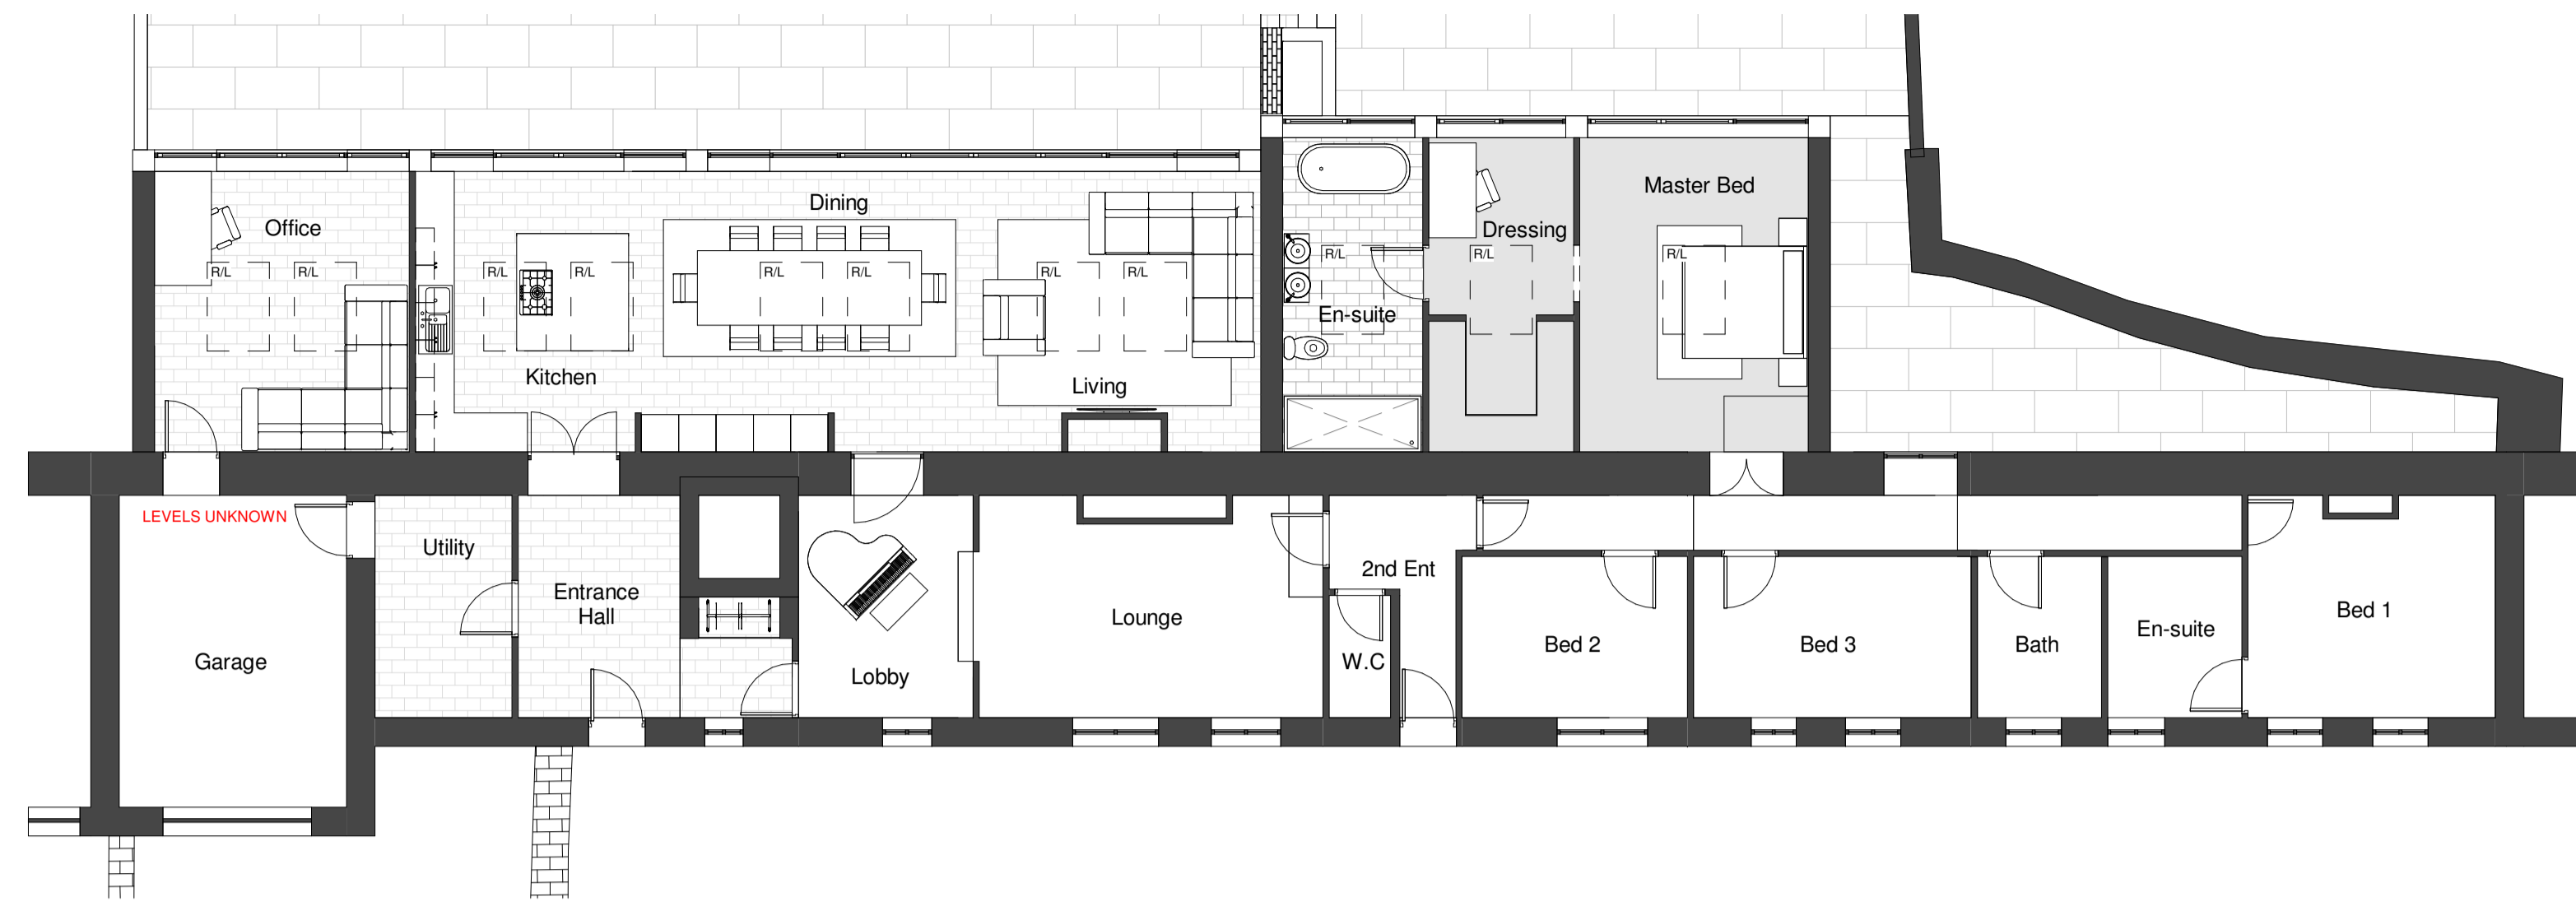 Dining
Master Bed
Office
Dressing
R/L
R/L
R/L
R/L
R/L
R/L
R/L
R/L
R/L
R/L
R/L
En-suite
Kitchen
Living
LEVELS UNKNOWN
Utility
Entrance
Hall
2nd Ent
Lounge
Bed 1
En-suite
Bed 2
Bed 3
Bath
Garage
W.C
Lobby